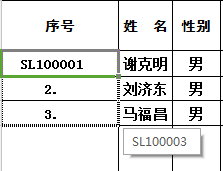 序号 姓 名 性别
SL100001 谢克明 男
2. 刘济东 男
3. 马福昌 男
SL100003